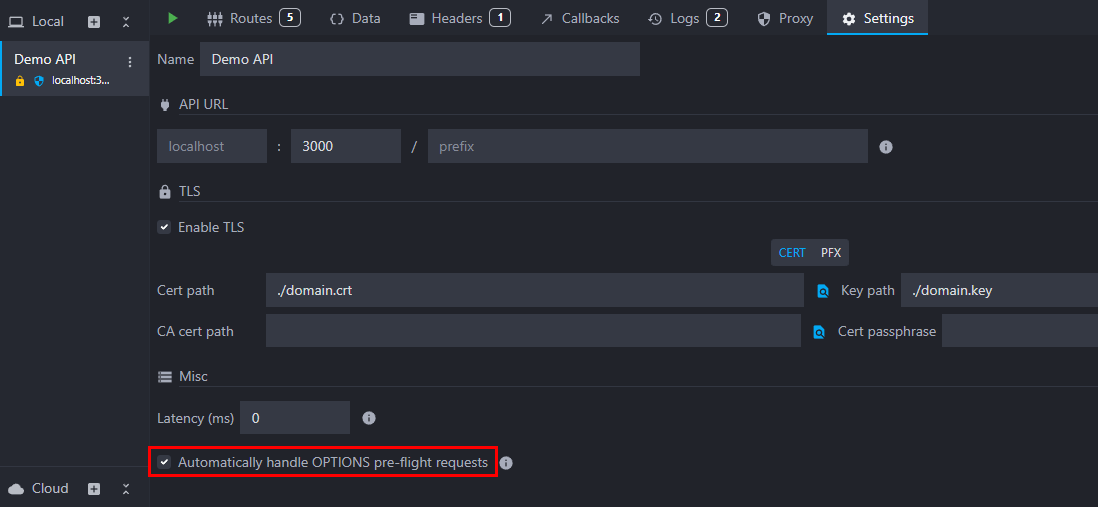 Local
Routes 5 Data Headers 1 Callbacks Logs 2 Proxy Settings
Demo API
localhost:3...
Name Demo API
API URL
localhost : 3000 / prefix
TLS
Enable TLS
CERT PFX
Cert path ./domain.crt Key path ./domain.key
CA cert path Cert passphrase
Misc
Latency (ms) 0
Automatically handle OPTIONS pre-flight requests
Cloud